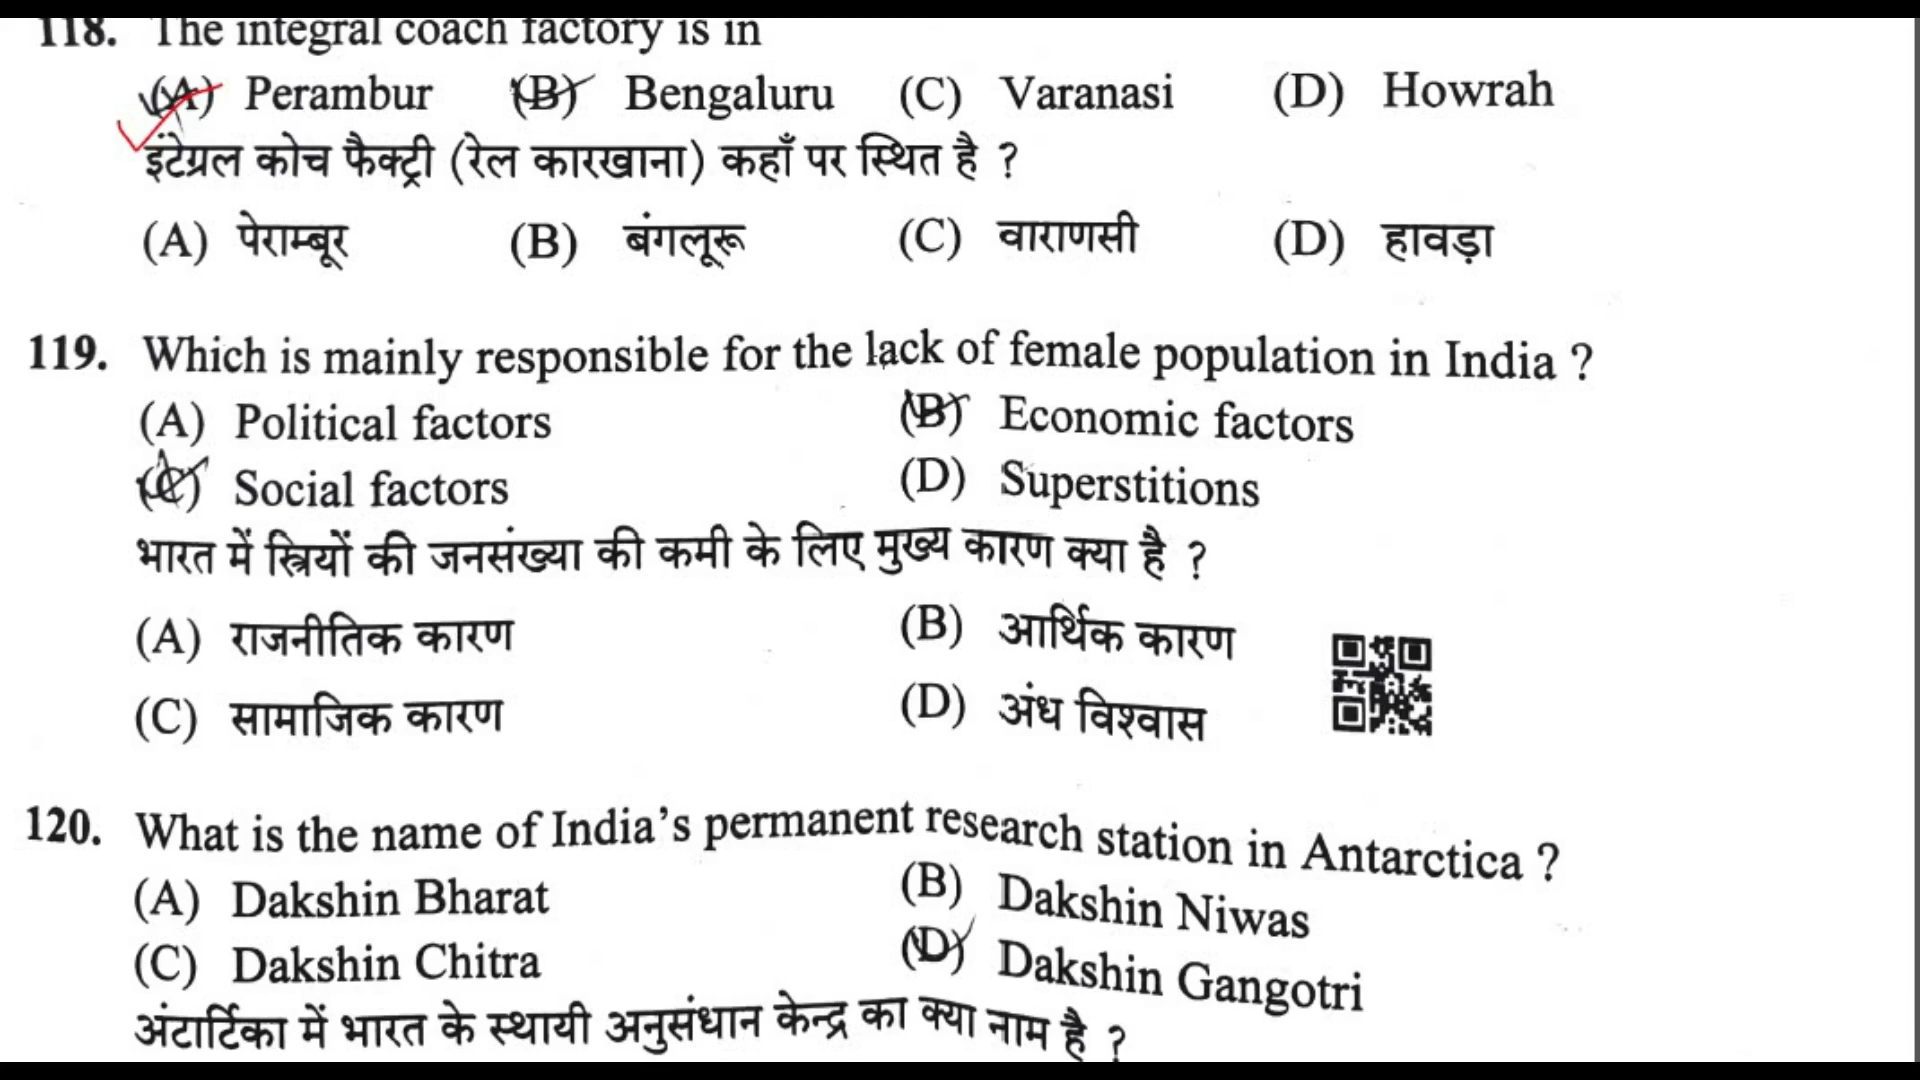 118. The integral coach factory is in
(A) Perambur (B) Bengaluru (C) Varanasi (D) Howrah
इंटेग्रल कोच फैक्ट्री (रेल कारखाना) कहाँ पर स्थित है ?
(A) पेराम्बूर (B) बंगलूरू (C) वाराणसी (D) हावड़ा
119. Which is mainly responsible for the lack of female population in India ?
(A) Political factors (B) Economic factors
(C) Social factors (D) Superstitions
भारत में स्त्रियों की जनसंख्या की कमी के लिए मुख्य कारण क्या है ?
(A) राजनीतिक कारण (B) आर्थिक कारण
(C) सामाजिक कारण (D) अंध विश्वास
120. What is the name of India's permanent research station in Antarctica ?
(A) Dakshin Bharat (B) Dakshin Niwas
(C) Dakshin Chitra (D) Dakshin Gangotri
अंटार्टिका में भारत के स्थायी अनुसंधान केन्द्र का क्या नाम है ?